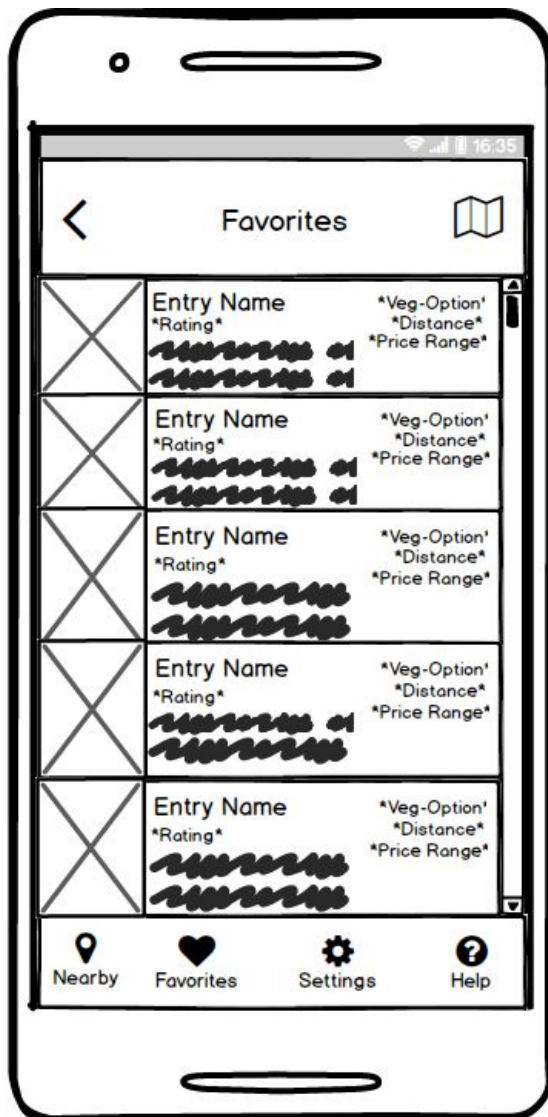 16:35
Favorites
Entry Name
*Rating*
*Veg-Option*
*Distance*
*Price Range*
Entry Name
*Rating*
*Veg-Option*
*Distance*
*Price Range*
Entry Name
*Rating*
*Veg-Option*
*Distance*
*Price Range*
Entry Name
*Rating*
*Veg-Option*
*Distance*
*Price Range*
Entry Name
*Rating*
*Veg-Option*
*Distance*
*Price Range*
Nearby Favorites Settings Help